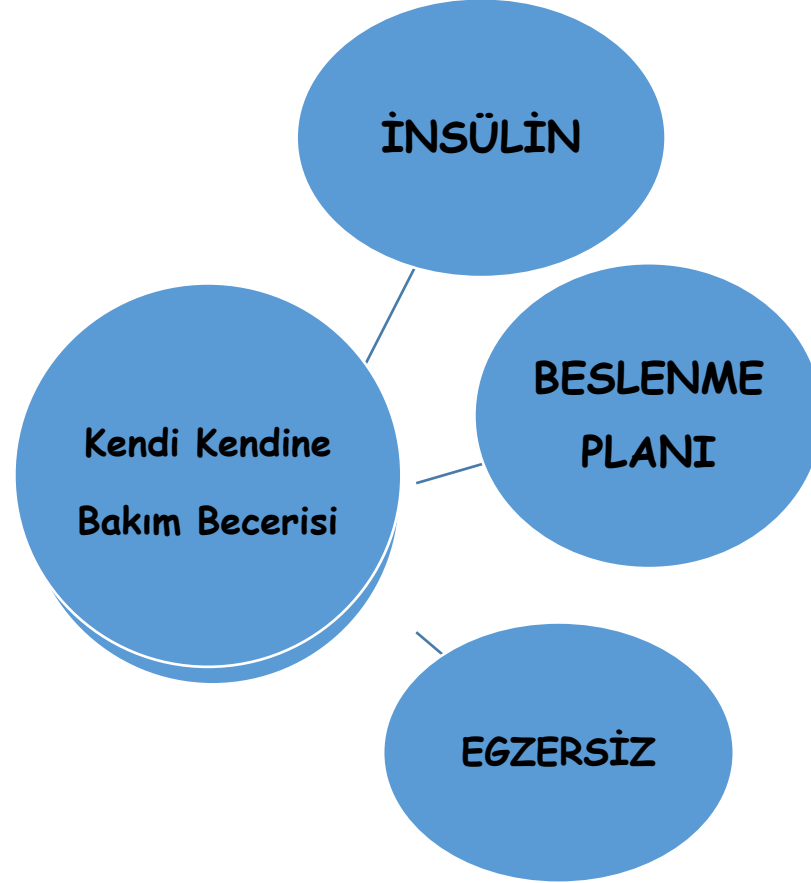 İNSÜLİN
BESLENME
PLANI
Kendi Kendine
Bakım Becerisi
EGZERSİZ